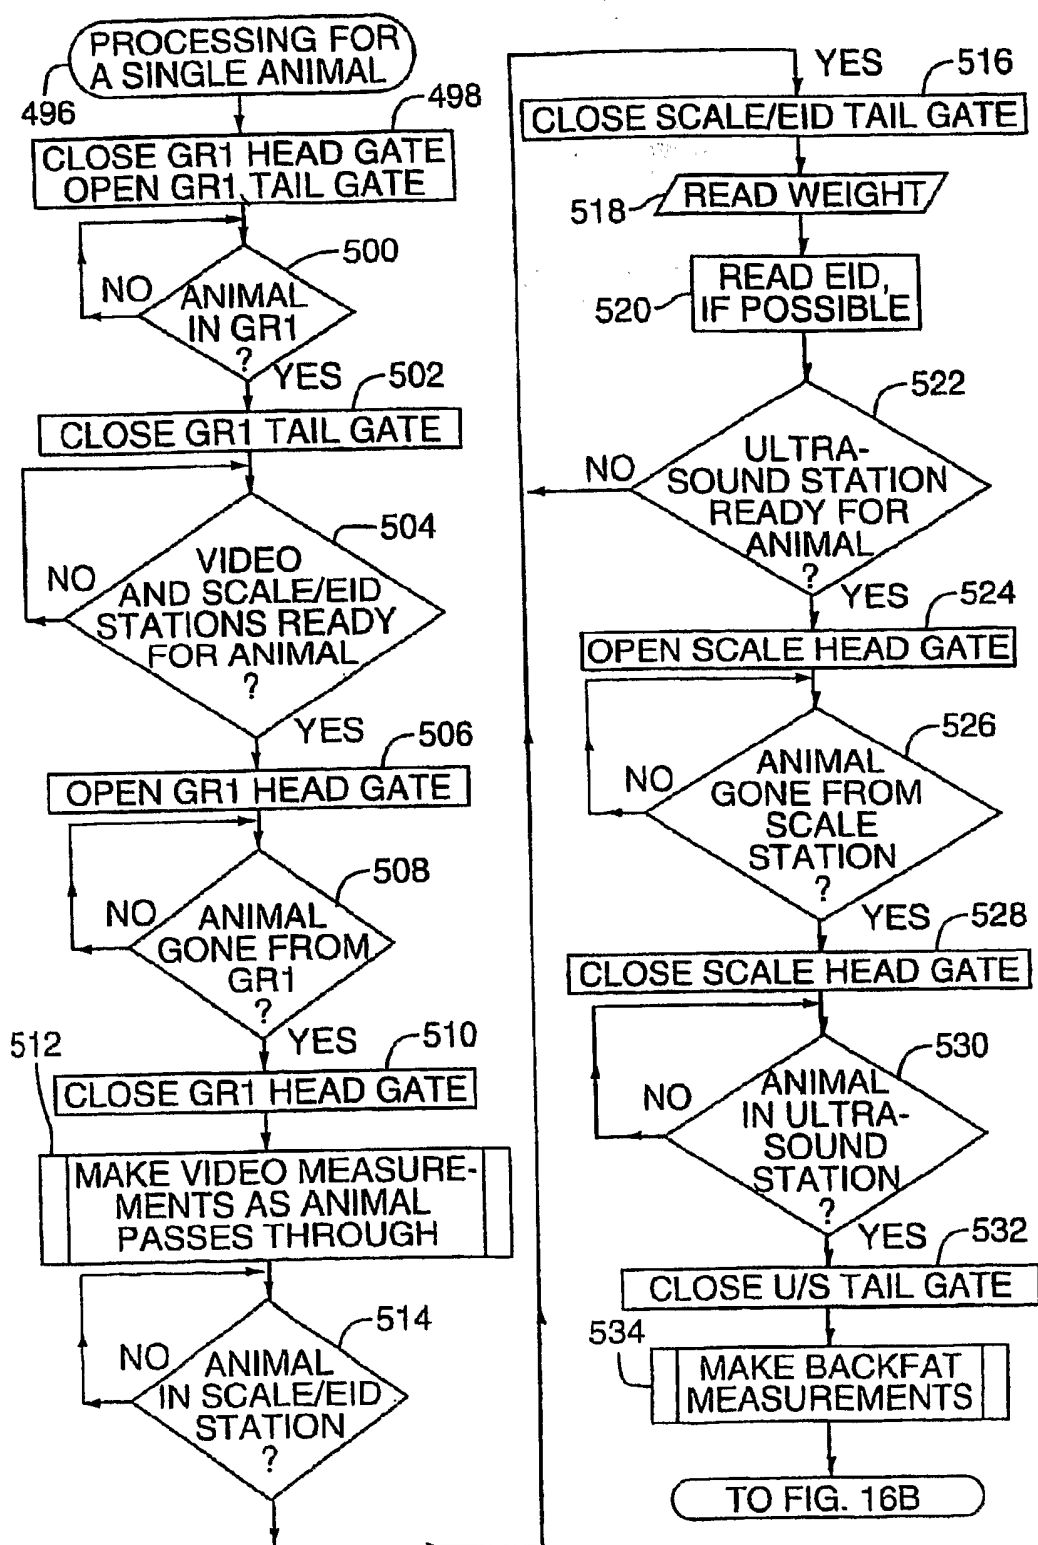 PROCESSING FOR
A SINGLE ANIMAL
496
498
CLOSE GR1 HEAD GATE
OPEN GR1 TAIL GATE
500
NO
ANIMAL
IN GR1
?
YES
502
CLOSE GR1 TAIL GATE
504
NO
VIDEO
AND SCALE/EID
STATIONS READY
FOR ANIMAL
?
YES
506
OPEN GR1 HEAD GATE
508
NO
ANIMAL
GONE FROM
GR1
?
YES
510
512
CLOSE GR1 HEAD GATE
MAKE VIDEO MEASURE-
MENTS AS ANIMAL
PASSES THROUGH
514
NO
ANIMAL
IN SCALE/EID
STATION
?
YES
516
CLOSE SCALE/EID TAIL GATE
518
READ WEIGHT
520
READ EID,
IF POSSIBLE
522
NO
ULTRA-
SOUND STATION
READY FOR
ANIMAL
?
YES
524
OPEN SCALE HEAD GATE
526
NO
ANIMAL
GONE FROM
SCALE
STATION
?
YES
528
CLOSE SCALE HEAD GATE
530
NO
ANIMAL
IN ULTRA-
SOUND
STATION
?
YES
532
CLOSE U/S TAIL GATE
534
MAKE BACKFAT
MEASUREMENTS
TO FIG. 16B